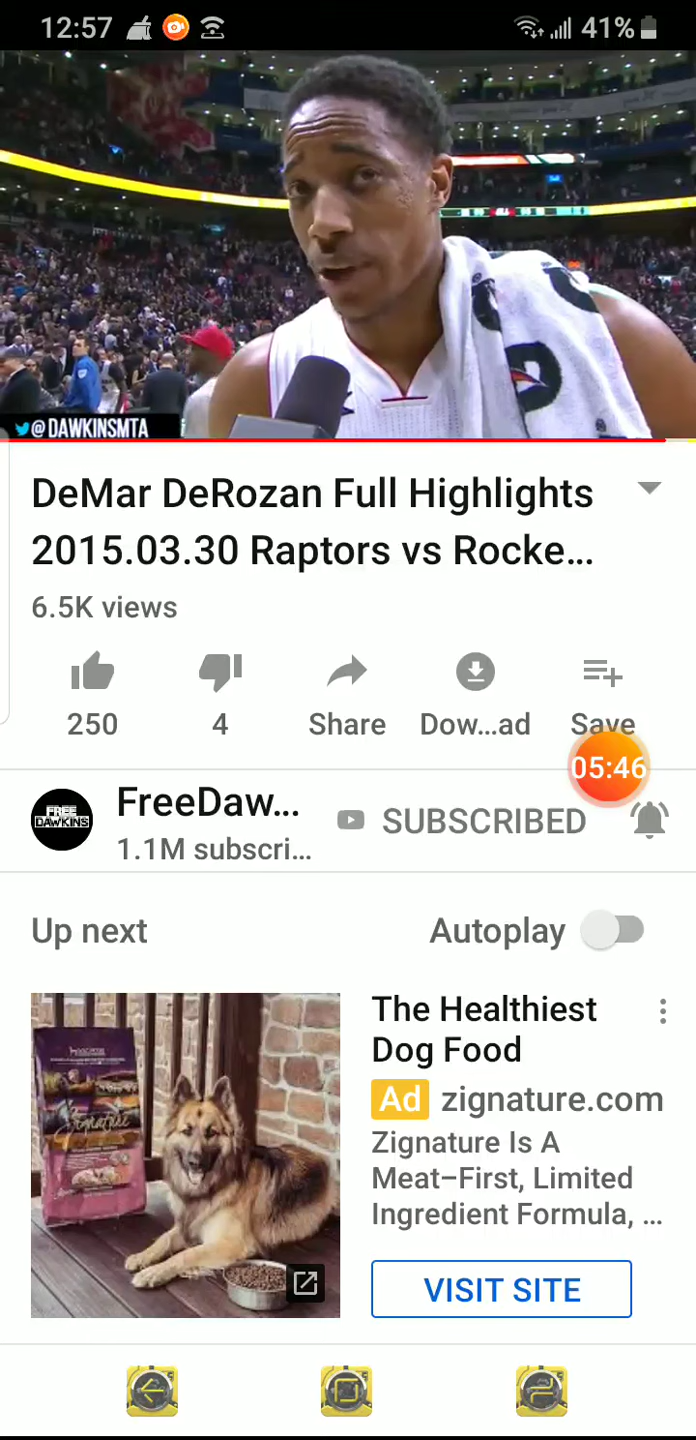 12:57
41%
@DAWKINSMTA
DeMar DeRozan Full Highlights
2015.03.30 Raptors vs Rocke...
6.5K views
250
4
Share
Dow...ad
Save
05:46
FREE
DAWKINS
FreeDaw...
1.1M subscri...
SUBSCRIBED
Up next
Autoplay
The Healthiest
Dog Food
Ad zignature.com
Zignature Is A
Meat–First, Limited
Ingredient Formula, ...
VISIT SITE
Zignature